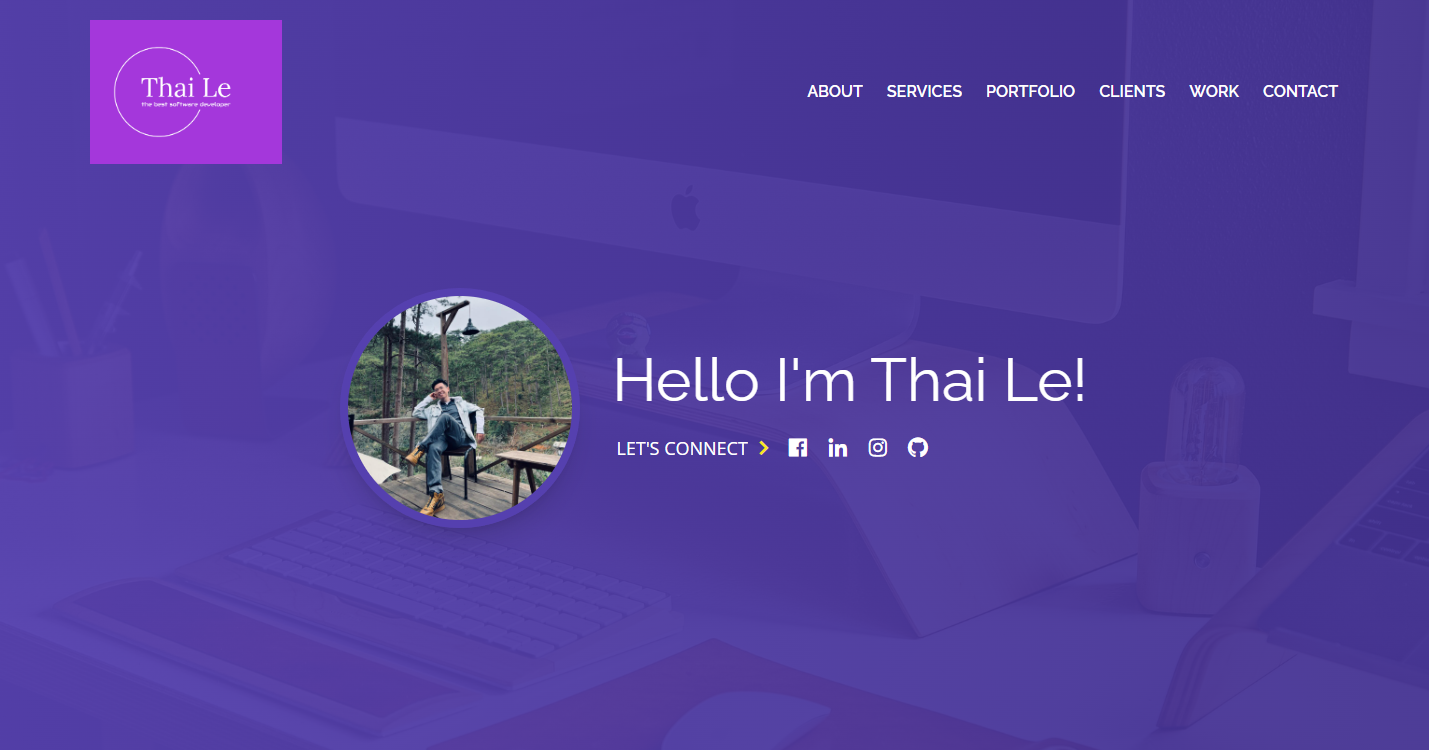 Thai Le
the best software developer
ABOUT SERVICES PORTFOLIO CLIENTS WORK CONTACT
Hello I'm Thai Le!
LET'S CONNECT